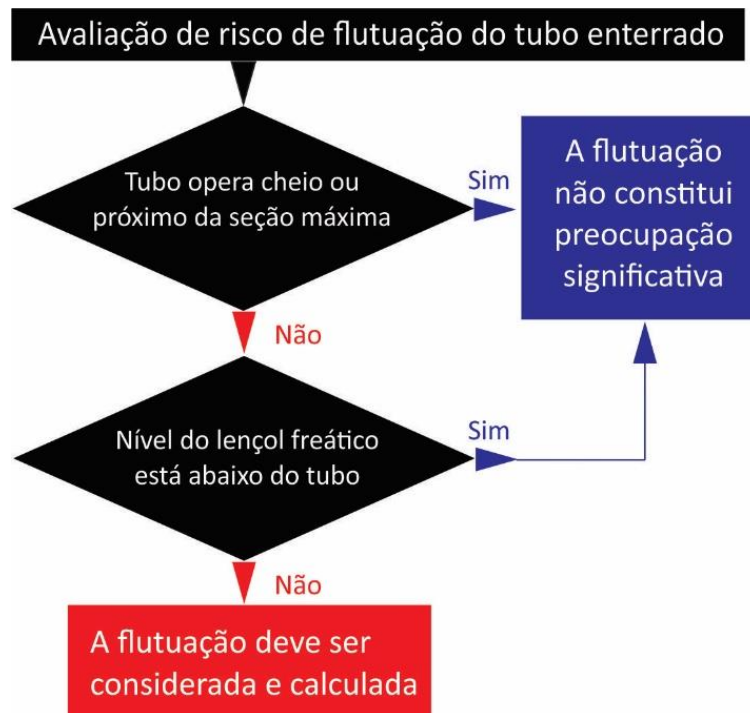 Avaliação de risco de flutuação do tubo enterrado
Tubo opera cheio ou
próximo da seção máxima
Sim
A flutuação
não constitui
preocupação
significativa
Não
Nível do lençol freático
está abaixo do tubo
Sim
Não
A flutuação deve ser
considerada e calculada